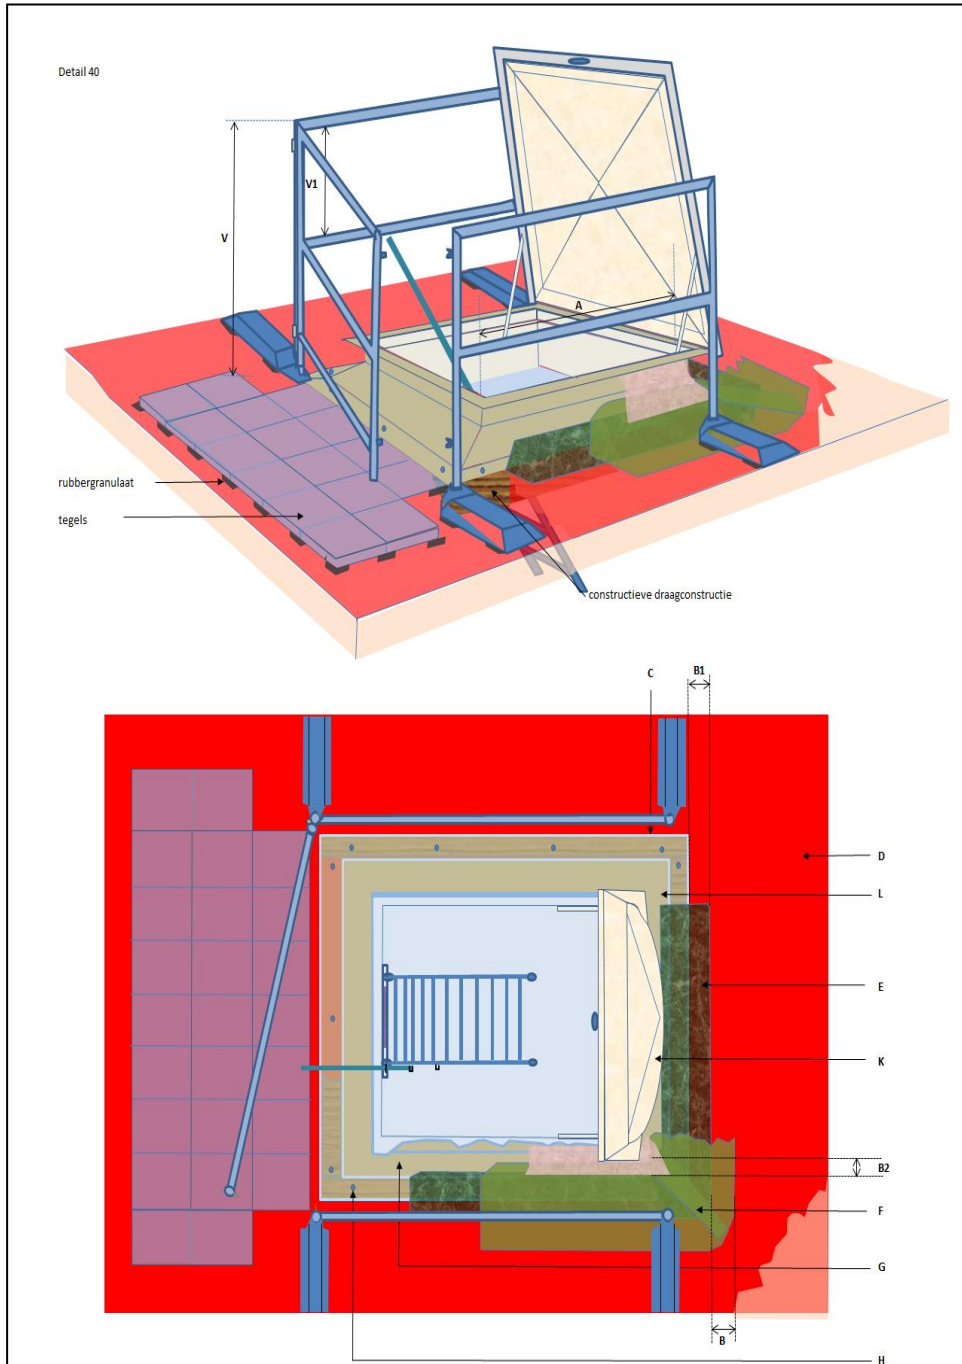 Detail 40
V1
V
A
rubbergranulaat
tegels
constructieve draagconstructie
B1
C
D
L
E
K
B2
F
G
B
H